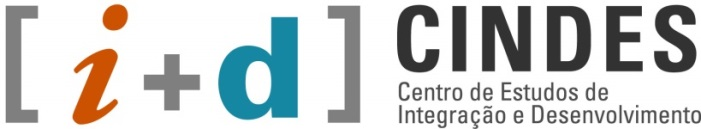 [i+d] CINDES
Centro de Estudos de
Integração e Desenvolvimento